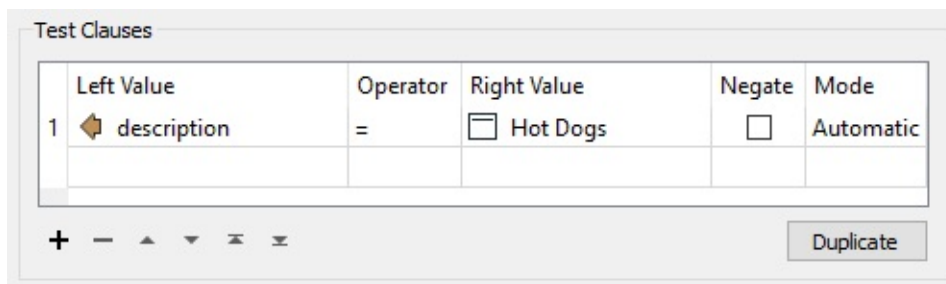 Test Clauses
Left Value Operator Right Value Negate Mode
1 description = Hot Dogs Automatic
Duplicate